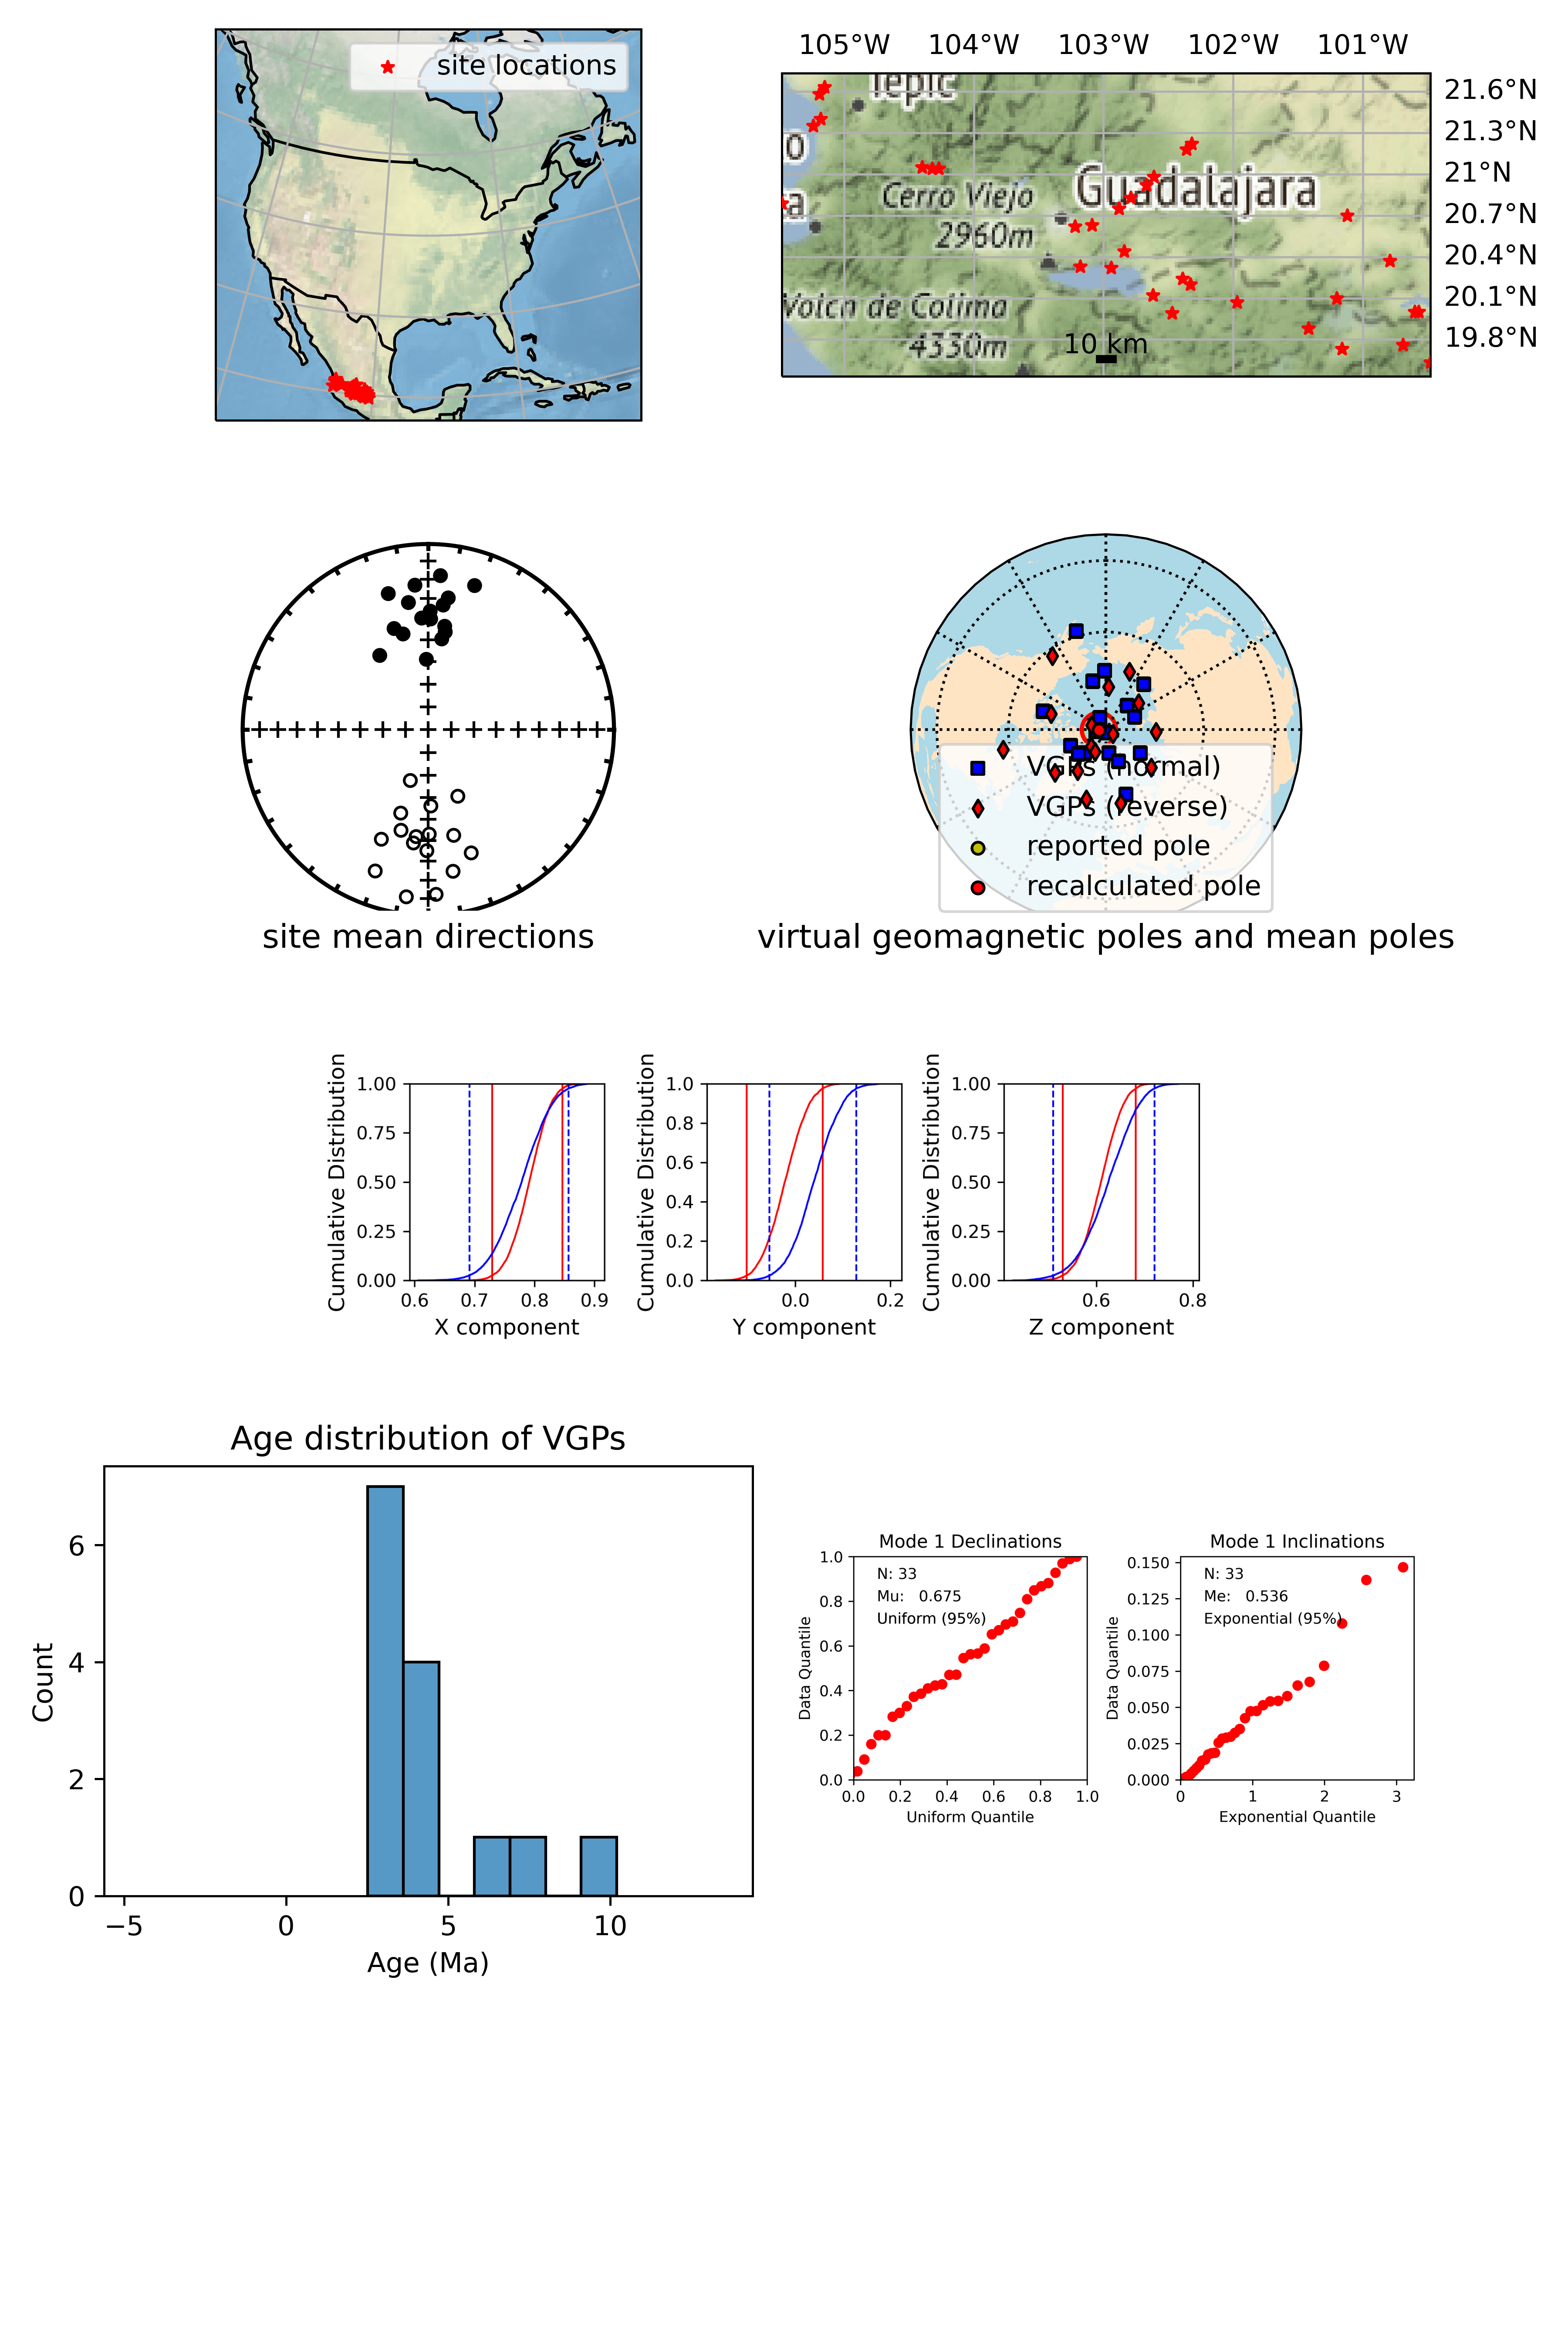 site locations
105°W 104°W 103°W 102°W 101°W
Tepic
21.6°N
21.3°N
21°N
20.7°N
20.4°N
20.1°N
19.8°N
o
Guadalajara
a
Cerro Viejo
2960m
Volcn de Colima
4330m
10 km
site mean directions
VGPs (normal)
VGPs (reverse)
reported pole
recalculated pole
virtual geomagnetic poles and mean poles
Cumulative Distribution
1.00
0.75
0.50
0.25
0.00
0.6 0.7 0.8 0.9
X component
Cumulative Distribution
1.0
0.8
0.6
0.4
0.2
0.0
0.0 0.2
Y component
Cumulative Distribution
1.00
0.75
0.50
0.25
0.00
0.6 0.8
Z component
Age distribution of VGPs
Count
6
4
2
0
−5 0 5 10
Age (Ma)
Mode 1 Declinations
N: 33
Mu: 0.675
Uniform (95%)
Data Quantile
1.0
0.8
0.6
0.4
0.2
0.0
0.0 0.2 0.4 0.6 0.8 1.0
Uniform Quantile
Mode 1 Inclinations
N: 33
Me: 0.536
Exponential (95%)
Data Quantile
0.150
0.125
0.100
0.075
0.050
0.025
0.000
0 1 2 3
Exponential Quantile